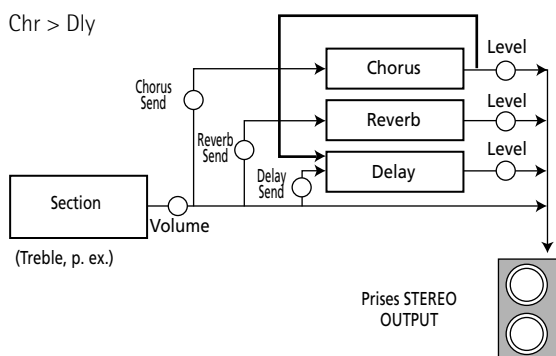 Chr > Dly
Level
Chorus
Chorus
Send
Level
Reverb
Reverb
Send
Level
Delay
Delay
Send
Section
Volume
(Treble, p. ex.)
Prises STEREO
OUTPUT